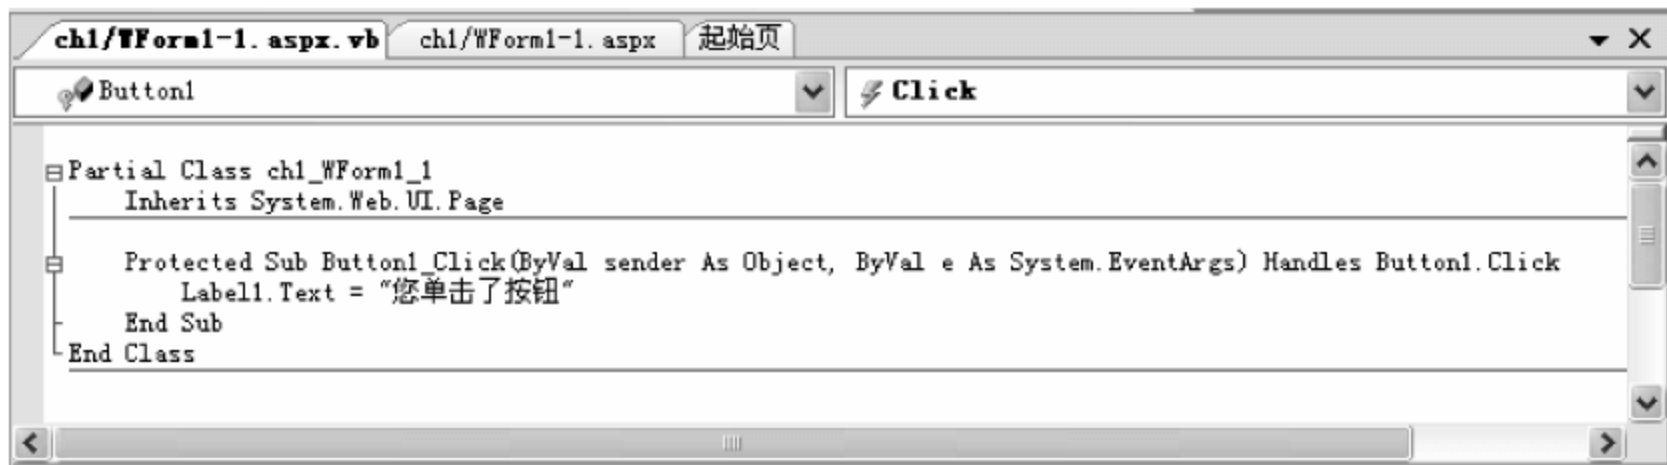 ch1/WForm1-1.aspx.vb ch1/WForm1-1.aspx 起始页
Button1 Click
Partial Class ch1_WForm1_1
Inherits System.Web.UI.Page
Protected Sub Button1_Click(ByVal sender As Object, ByVal e As System.EventArgs) Handles Button1.Click
Label1.Text = "您单击了按钮"
End Sub
End Class